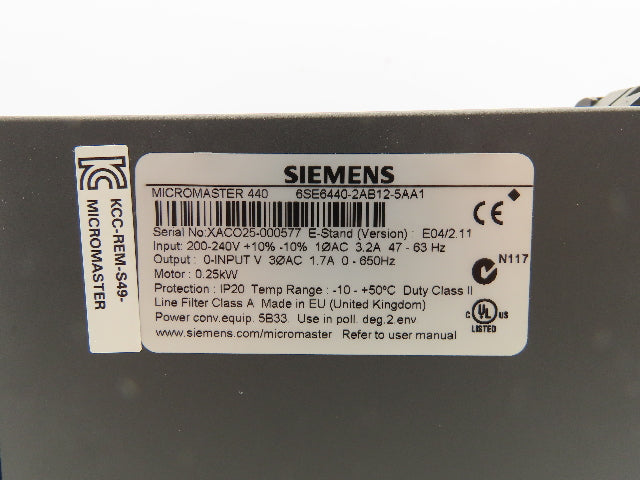 SIEMENS
MICROMASTER 440 6SE6440-2AB12-5AA1
Serial No:XACO25-000577 E-Stand (Version) : E04/2.11
Input: 200-240V +10% -10% 1ØAC 3.2A 47 - 63 Hz
Output : 0-INPUT V 3ØAC 1.7A 0 - 650Hz
Motor : 0.25kW
Protection : IP20 Temp Range : -10 - +50°C Duty Class II
Line Filter Class A Made in EU (United Kingdom)
Power conv.equip. 5B33. Use in poll. deg.2 env
www.siemens.com/micromaster Refer to user manual
CE
N117
C UL US
LISTED
KCC-REM-S49-
MICROMASTER